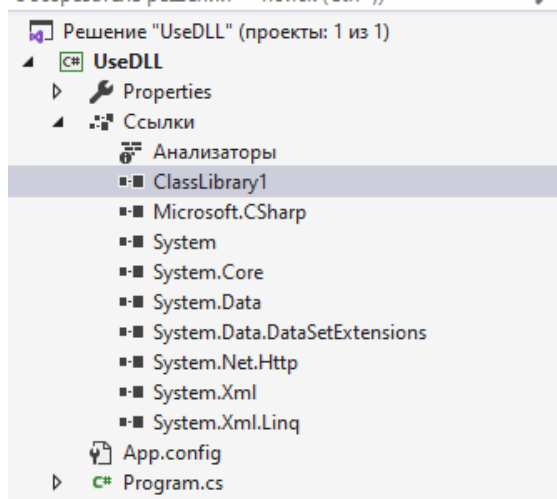 Решение "UseDLL" (проекты: 1 из 1)
C# UseDLL
Properties
Ссылки
Анализаторы
ClassLibrary1
Microsoft.CSharp
System
System.Core
System.Data
System.Data.DataSetExtensions
System.Net.Http
System.Xml
System.Xml.Linq
App.config
C# Program.cs